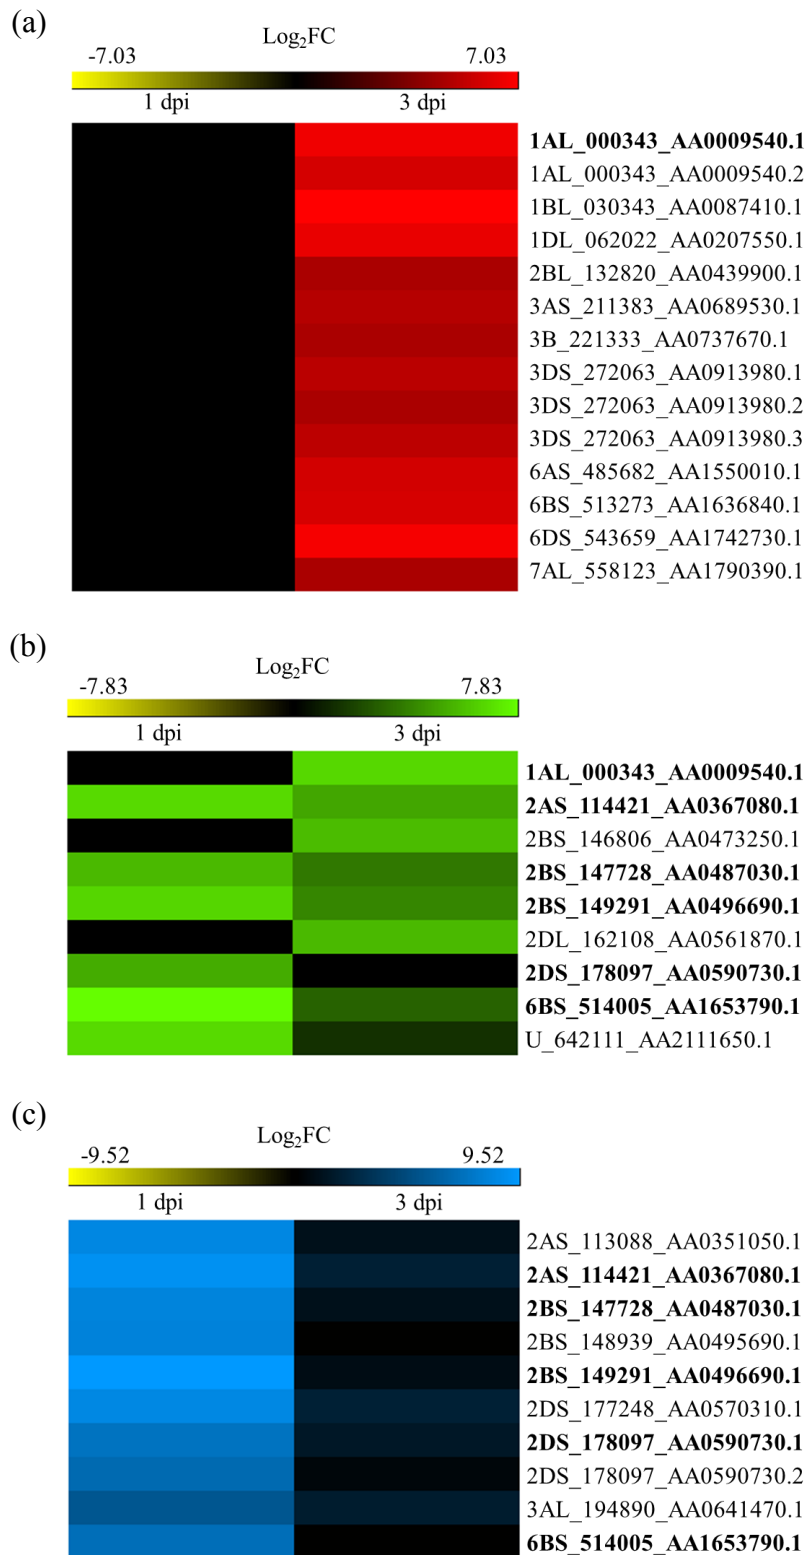 (a)
Log2FC
-7.03 7.03
1 dpi 3 dpi
1AL_000343_AA0009540.1
1AL_000343_AA0009540.2
1BL_030343_AA0087410.1
1DL_062022_AA0207550.1
2BL_132820_AA0439900.1
3AS_211383_AA0689530.1
3B_221333_AA0737670.1
3DS_272063_AA0913980.1
3DS_272063_AA0913980.2
3DS_272063_AA0913980.3
6AS_485682_AA1550010.1
6BS_513273_AA1636840.1
6DS_543659_AA1742730.1
7AL_558123_AA1790390.1
(b)
Log2FC
-7.83 7.83
1 dpi 3 dpi
1AL_000343_AA0009540.1
2AS_114421_AA0367080.1
2BS_146806_AA0473250.1
2BS_147728_AA0487030.1
2BS_149291_AA0496690.1
2DL_162108_AA0561870.1
2DS_178097_AA0590730.1
6BS_514005_AA1653790.1
U_642111_AA2111650.1
(c)
Log2FC
-9.52 9.52
1 dpi 3 dpi
2AS_113088_AA0351050.1
2AS_114421_AA0367080.1
2BS_147728_AA0487030.1
2BS_148939_AA0495690.1
2BS_149291_AA0496690.1
2DS_177248_AA0570310.1
2DS_178097_AA0590730.1
2DS_178097_AA0590730.2
3AL_194890_AA0641470.1
6BS_514005_AA1653790.1